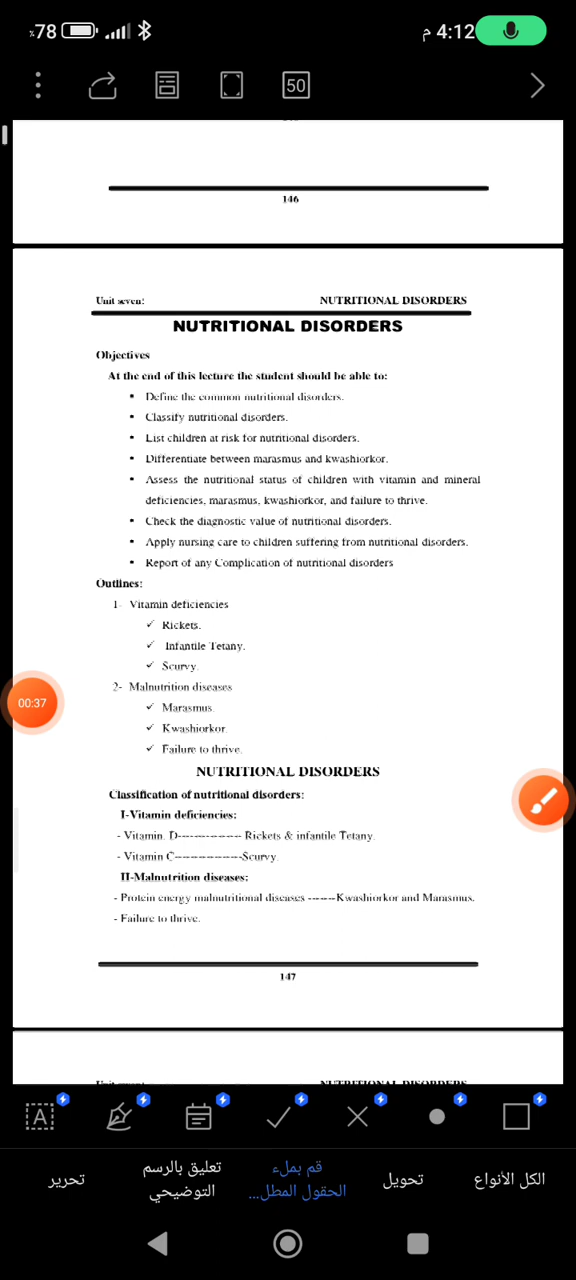 ٪78
4:12 م
50
146
Unit seven: NUTRITIONAL DISORDERS
NUTRITIONAL DISORDERS
Objectives
At the end of this lecture the student should be able to:
▪ Define the common nutritional disorders.
▪ Classify nutritional disorders.
▪ List children at risk for nutritional disorders.
▪ Differentiate between marasmus and kwashiorkor.
▪ Assess the nutritional status of children with vitamin and mineral
deficiencies, marasmus, kwashiorkor, and failure to thrive.
▪ Check the diagnostic value of nutritional disorders.
▪ Apply nursing care to children suffering from nutritional disorders.
▪ Report of any Complication of nutritional disorders
Outlines:
1- Vitamin deficiencies
✓ Rickets.
✓ Infantile Tetany.
✓ Scurvy.
2- Malnutrition diseases
00:37
✓ Marasmus.
✓ Kwashiorkor.
✓ Failure to thrive.
NUTRITIONAL DISORDERS
Classification of nutritional disorders:
I-Vitamin deficiencies:
- Vitamin. D---------------- Rickets & infantile Tetany.
- Vitamin C-----------------Scurvy.
II-Malnutrition diseases:
- Protein energy malnutritional diseases -------Kwashiorkor and Marasmus.
- Failure to thrive.
147
NUTRITIONAL DISORDERS
A
الكل الأنواع
تحويل
قم بملء
الحقول المطل...
تعليق بالرسم
التوضيحي
تحرير